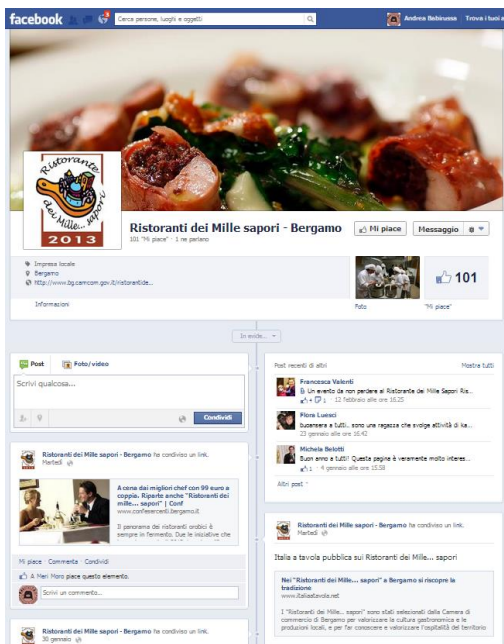 facebook
3
Cerca persone, luoghi e oggetti
Andrea Babirussa
Trova i tuoi a
Ristorante
dei Mille... sapori
2013
Ristoranti dei Mille sapori - Bergamo
101 "Mi piace" · 1 ne parlano
Mi piace
Messaggio
Impresa locale
Bergamo
http://www.bg.camcom.gov.it/ristorantide...
Informazioni
Foto
101
"Mi piace"
In evide...
Post
Foto/video
Scrivi qualcosa...
Condividi
Ristoranti dei Mille sapori - Bergamo ha condiviso un link.
Martedì
A cena dai migliori chef con 99 euro a
coppia. Riparte anche "Ristoranti dei
mille... sapori" | Conf
www.confesercenti.bergamo.it
Il panorama dei ristoranti orobici è
sempre in fermento. Due le iniziative che
Mi piace · Commenta · Condividi
A Meri Moro piace questo elemento.
Scrivi un commento...
Ristoranti dei Mille sapori - Bergamo ha condiviso un link.
30 gennaio
Post recenti di altri
Mostra tutti
Francesca Valenti
Un evento da non perdere al Ristorante dei Mille Sapori Ris...
4 1 · 12 febbraio alle ore 16.25
Flora Luesci
buonasera a tutti.. sono una ragazza che svolge attività di ka...
23 gennaio alle ore 16.42
Michela Belotti
Buon anno a tutti! Questa pagina è veramente molto interes...
1 · 4 gennaio alle ore 15.58
Altri post
Ristoranti dei Mille sapori - Bergamo ha condiviso un link.
Martedì
Italia a tavola pubblica sui Ristoranti dei Mille... sapori
Nei "Ristoranti dei Mille... sapori" a Bergamo si riscopre la
tradizione
www.italiaatavola.net
I "Ristoranti dei Mille.. sapori" sono stati selezionati dalla Camera di
commercio di Bergamo per valorizzare la cultura gastronomica e le
produzioni locali, e per far conoscere e valorizzare l'ospitalità del territorio